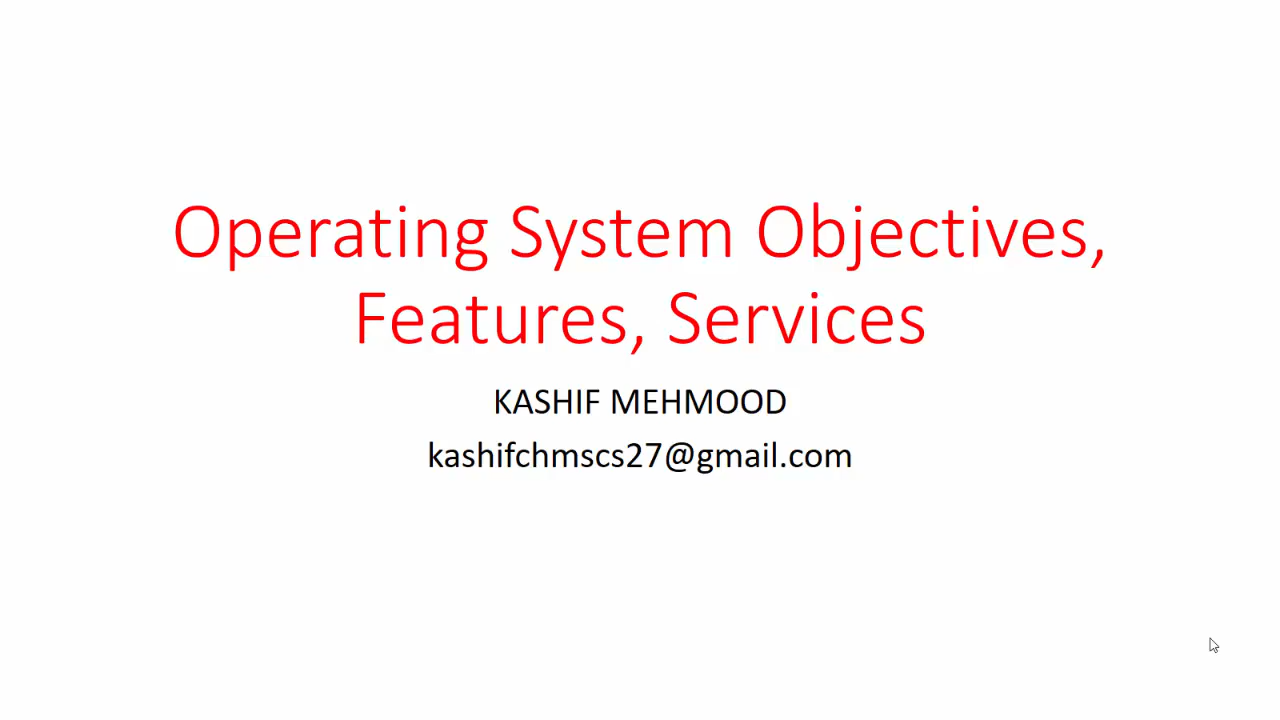 Operating System Objectives,
Features, Services
KASHIF MEHMOOD
kashifchmscs27@gmail.com